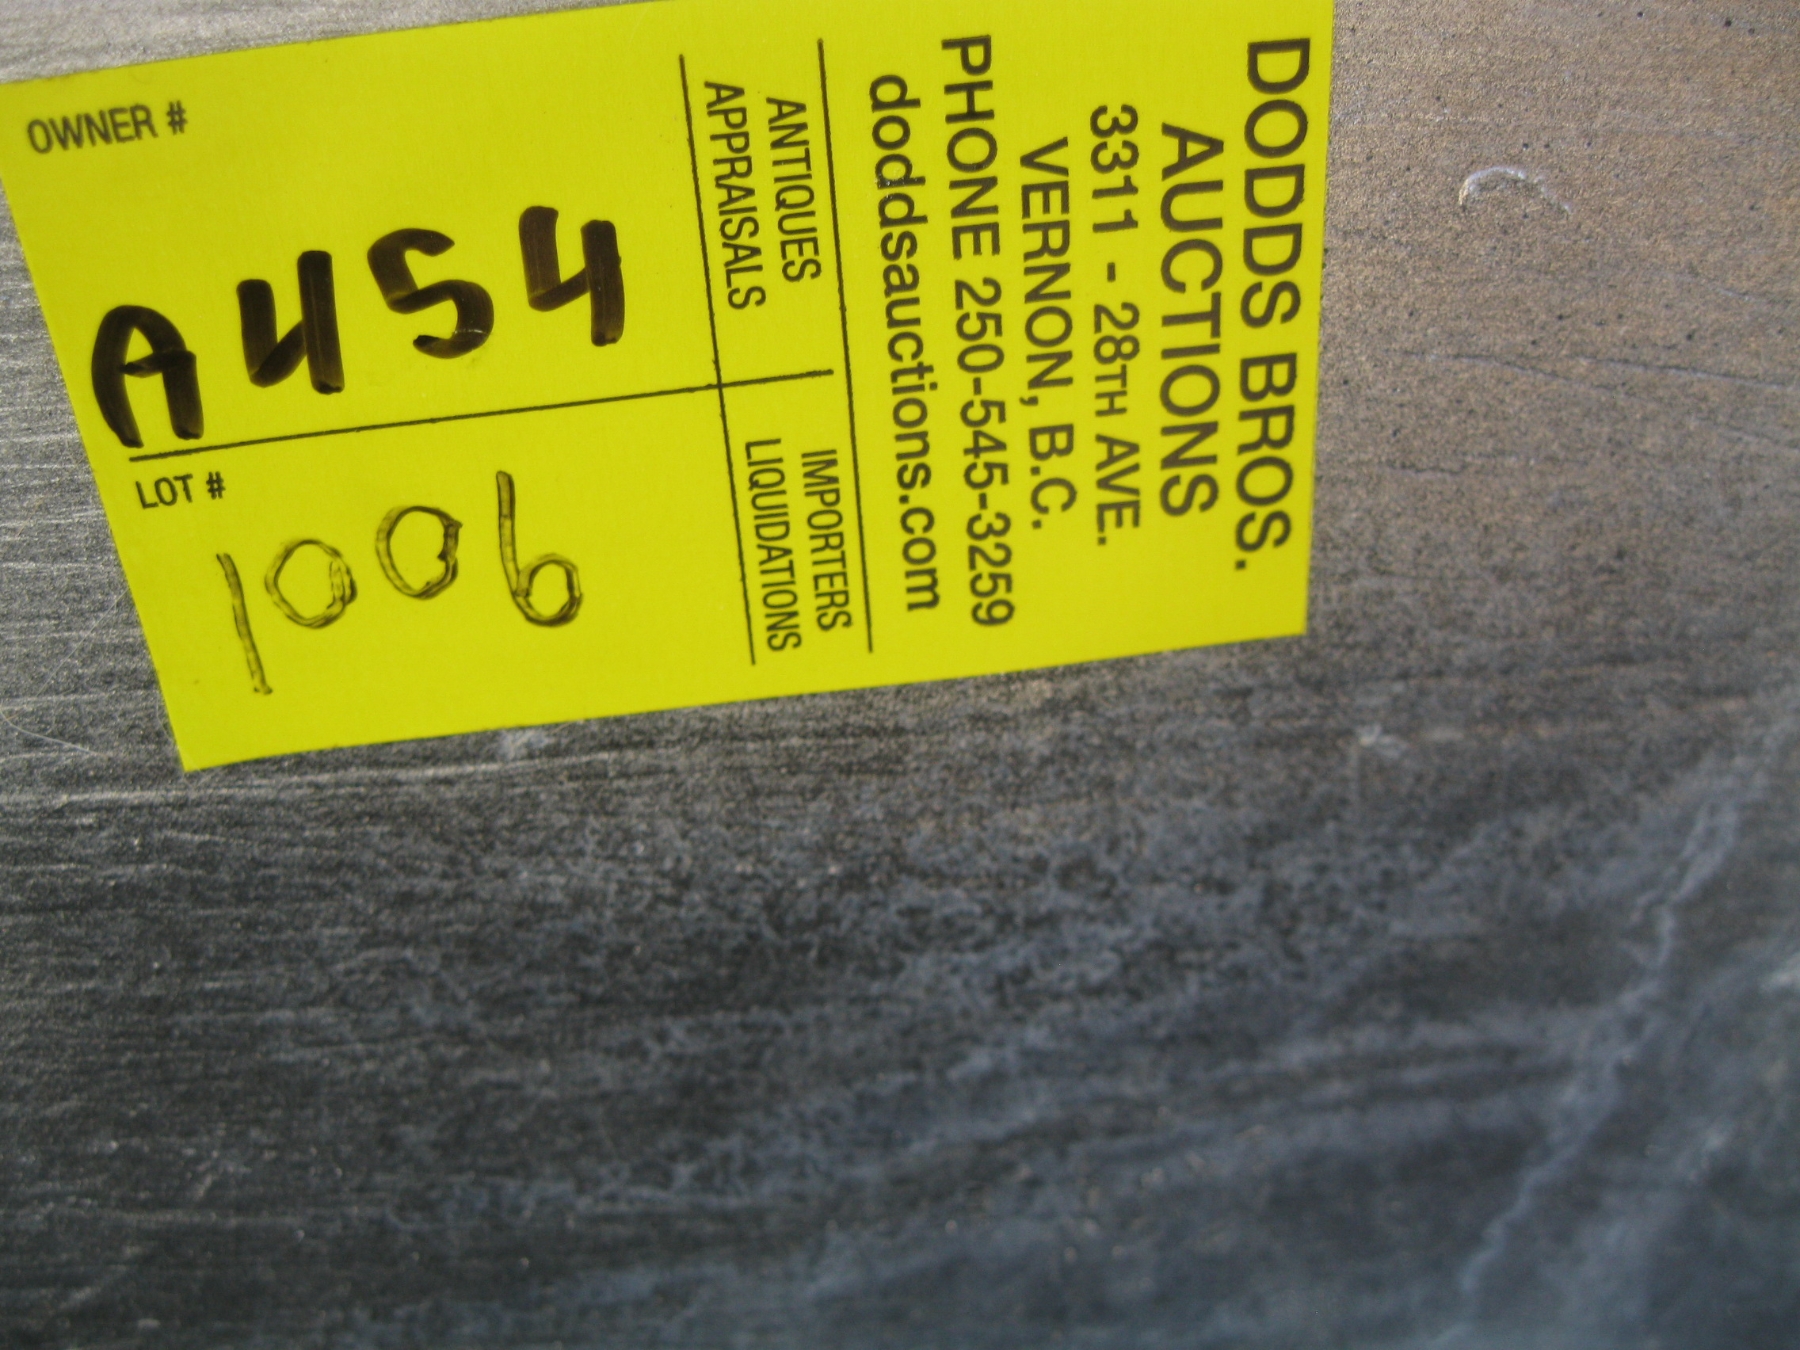 DODDS BROS.
AUCTIONS
3311 - 28TH AVE.
VERNON, B.C.
PHONE 250-545-3259
doddsauctions.com
ANTIQUES
APPRAISALS
IMPORTERS
LIQUIDATIONS
OWNER #
A454
LOT #
1006